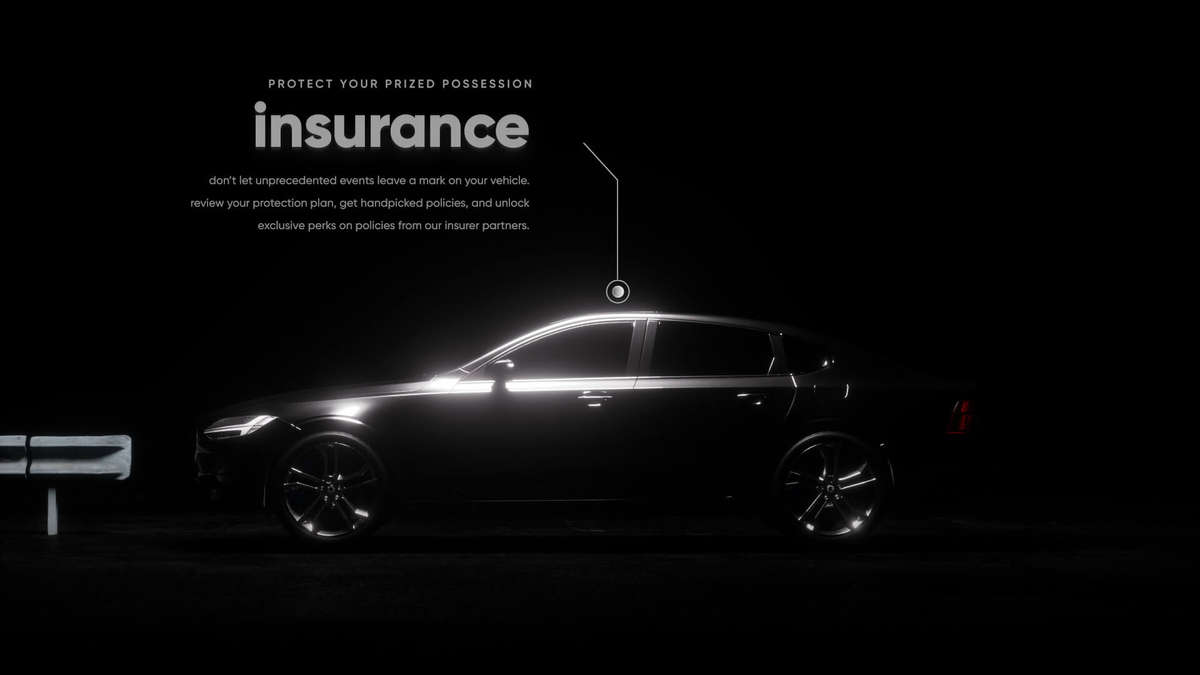 PROTECT YOUR PRIZED POSSESSION
insurance
don't let unprecedented events leave a mark on your vehicle.
review your protection plan, get handpicked policies, and unlock
exclusive perks on policies from our insurer partners.